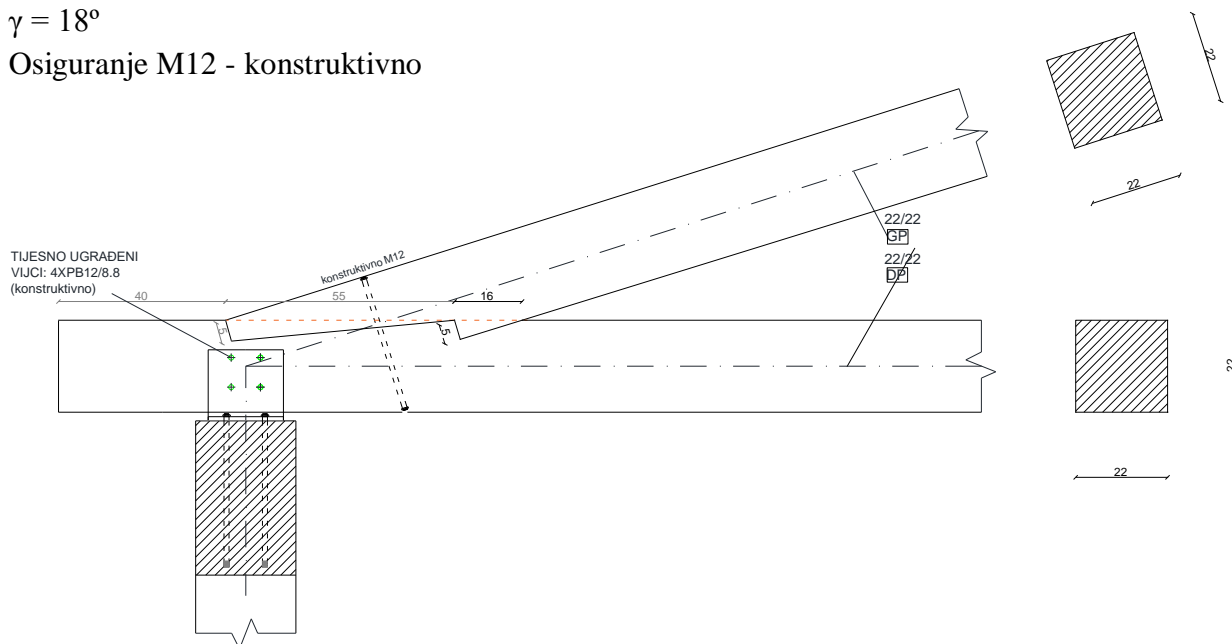 γ = 18º
Osiguranje M12 - konstruktivno
22
22
22/22
GP
22/22
DP
konstruktivno M12
TIJESNO UGRAĐENI
VIJCI: 4XPB12/8.8
(konstruktivno)
40
55
16
5
5
22
22